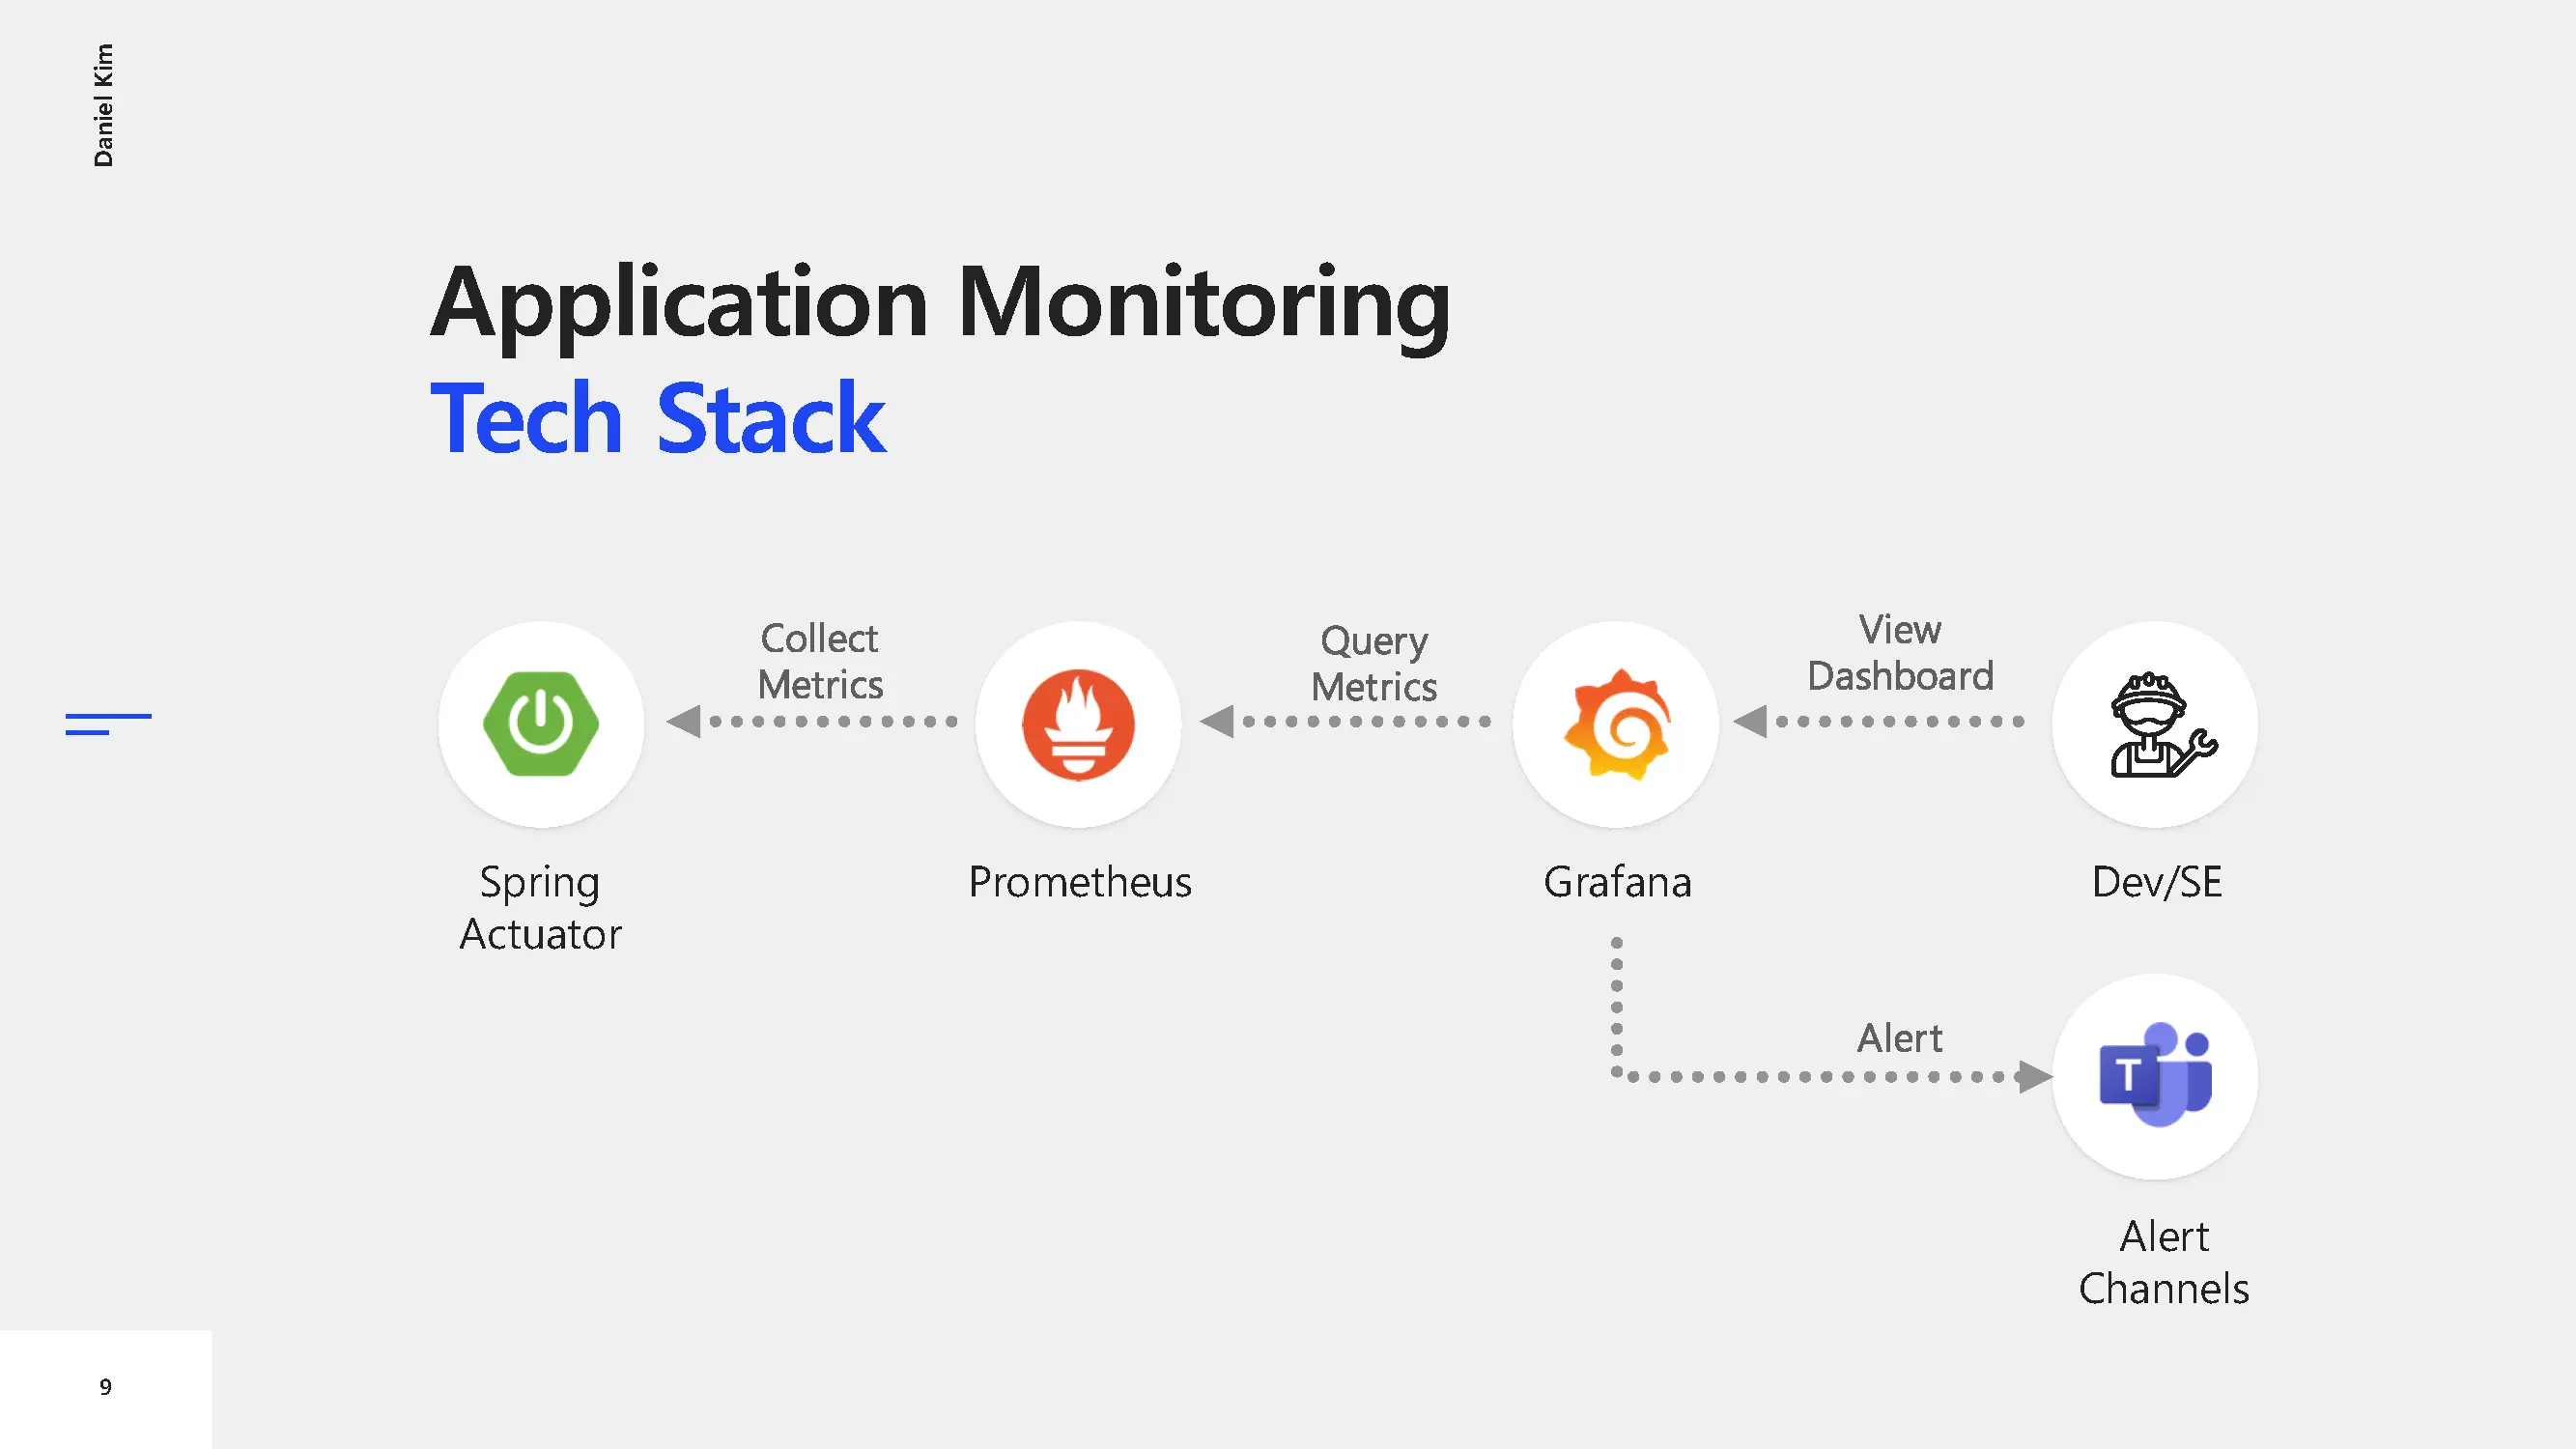 Daniel Kim
Application Monitoring
Tech Stack
Collect
Metrics
Query
Metrics
View
Dashboard
Spring
Actuator
Prometheus
Grafana
Dev/SE
Alert
T
Alert
Channels
9